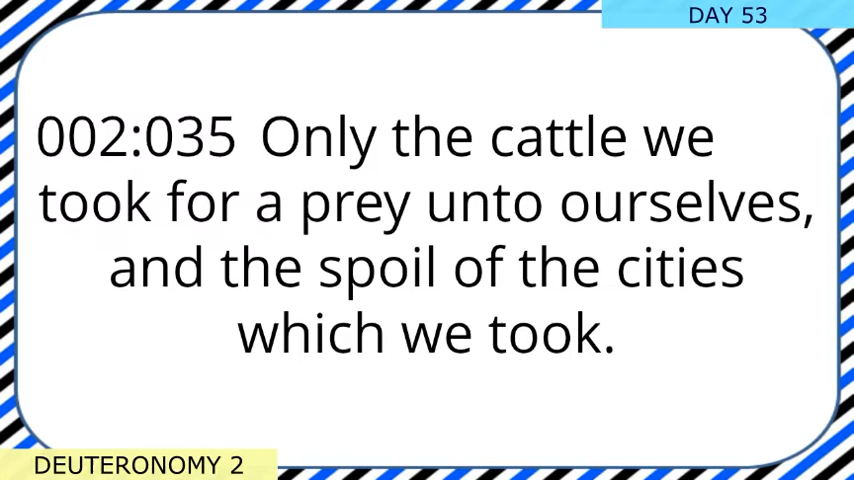 DAY 53
002:035 Only the cattle we
took for a prey unto ourselves,
and the spoil of the cities
which we took.
DEUTERONOMY 2